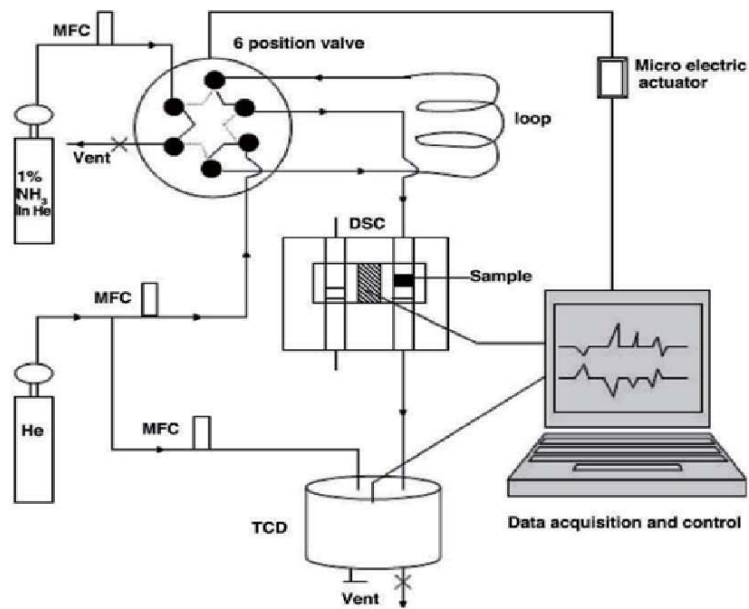 MFC
6 position valve
Micro electric
actuator
loop
Vent
1%
NH3
In He
DSC
Sample
MFC
He
MFC
TCD
Data acquisition and control
Vent